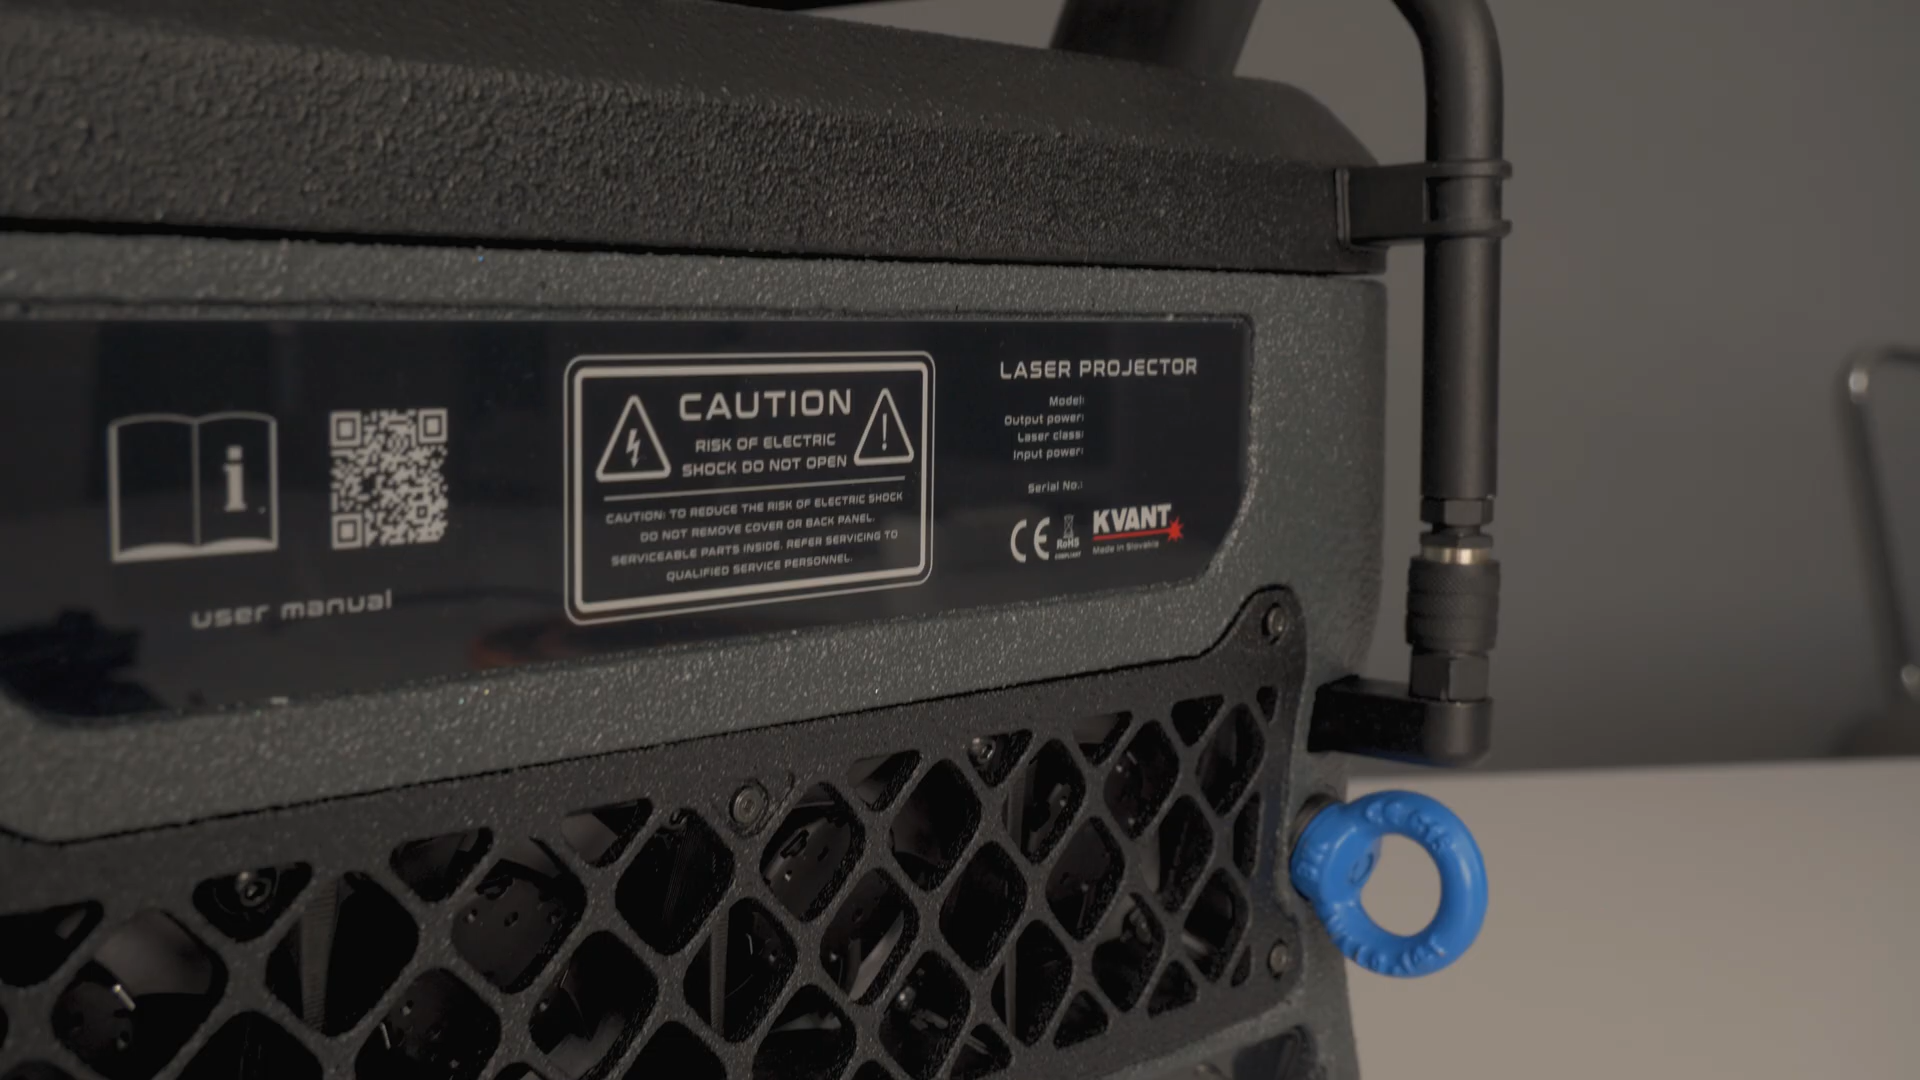 i
user manual
CAUTION
RISK OF ELECTRIC
SHOCK DO NOT OPEN
CAUTION: TO REDUCE THE RISK OF ELECTRIC SHOCK
DO NOT REMOVE COVER OR BACK PANEL.
SERVICEABLE PARTS INSIDE. REFER SERVICING TO
QUALIFIED SERVICE PERSONNEL.
LASER PROJECTOR
Model:
Output power:
Laser class:
Input power:
Serial No.:
CE
RoHS
COMPLIANT
KVANT
Made in Slovakia